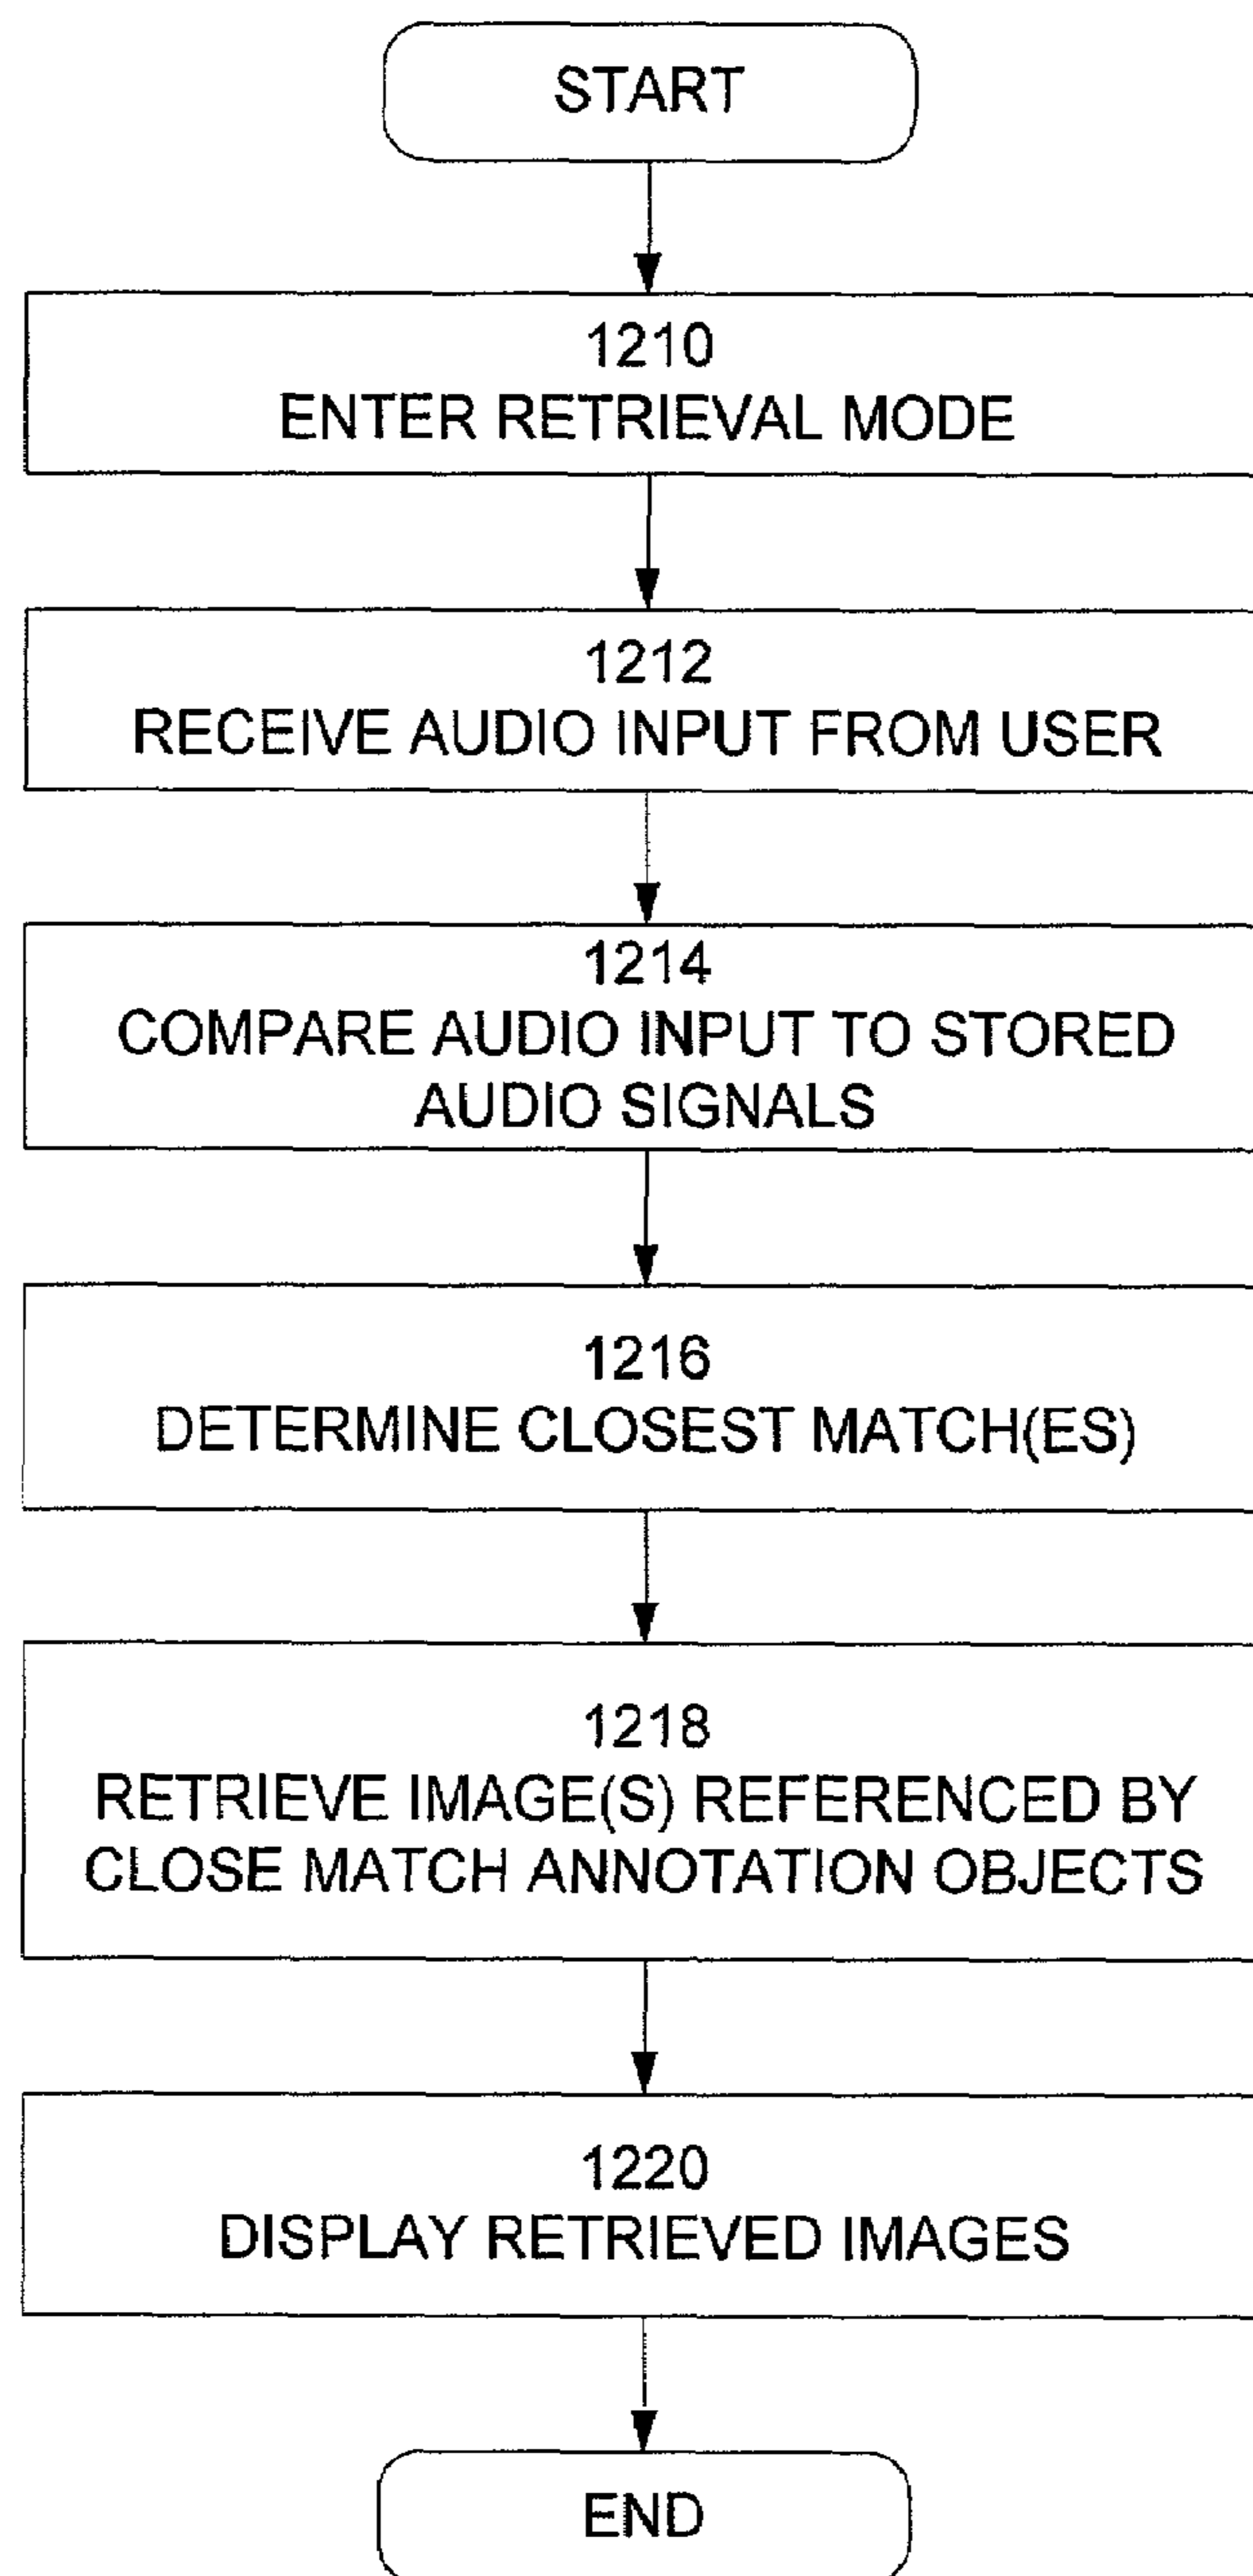 START
1210
ENTER RETRIEVAL MODE
1212
RECEIVE AUDIO INPUT FROM USER
1214
COMPARE AUDIO INPUT TO STORED
AUDIO SIGNALS
1216
DETERMINE CLOSEST MATCH(ES)
1218
RETRIEVE IMAGE(S) REFERENCED BY
CLOSE MATCH ANNOTATION OBJECTS
1220
DISPLAY RETRIEVED IMAGES
END